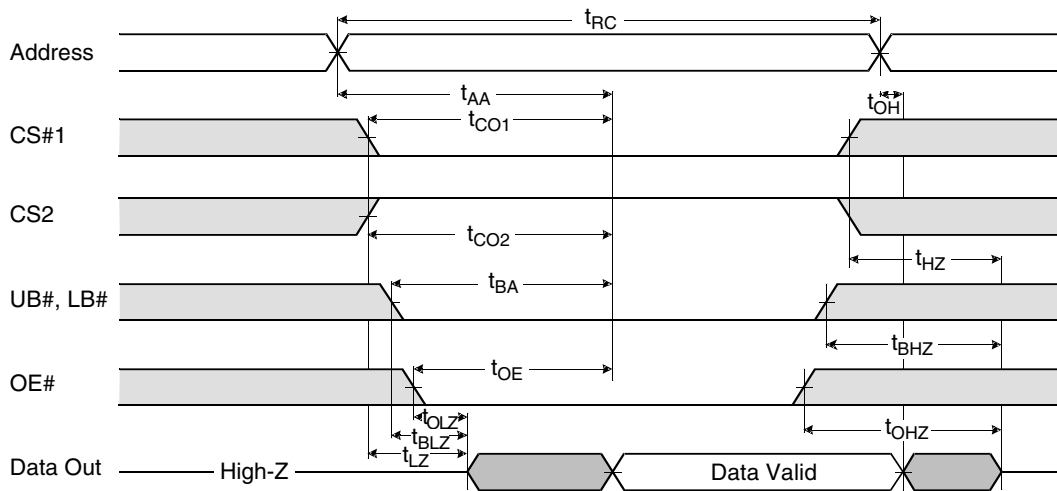 tRC
Address
tAA
tOH
tCO1
CS#1
CS2
tCO2
tHZ
tBA
UB#, LB#
tBHZ
tOE
OE#
tOLZ
tBLZ
tOHZ
tLZ
Data Out
High-Z
Data Valid